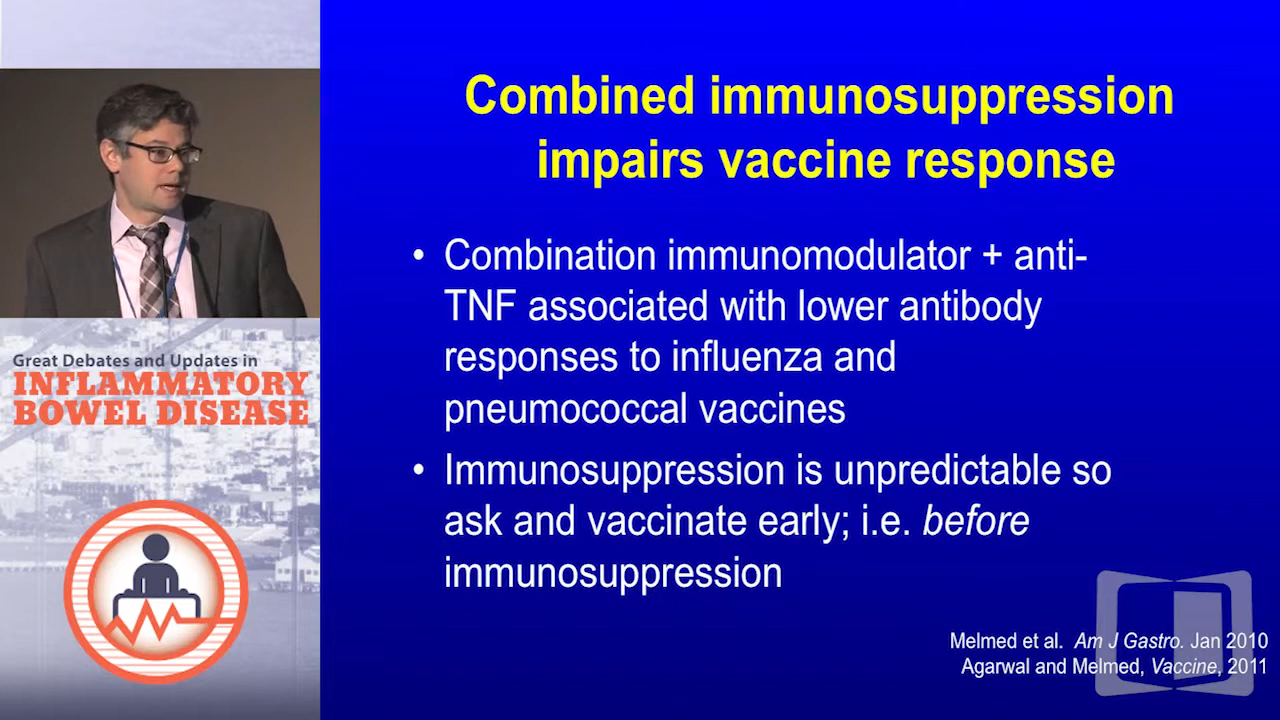 Combined immunosuppression
impairs vaccine response
• Combination immunomodulator + anti-
TNF associated with lower antibody
responses to influenza and
pneumococcal vaccines
• Immunosuppression is unpredictable so
ask and vaccinate early; i.e. before
immunosuppression
Melmed et al. Am J Gastro. Jan 2010
Agarwal and Melmed, Vaccine, 2011
Great Debates and Updates in
INFLAMMATORY
BOWEL DISEASE